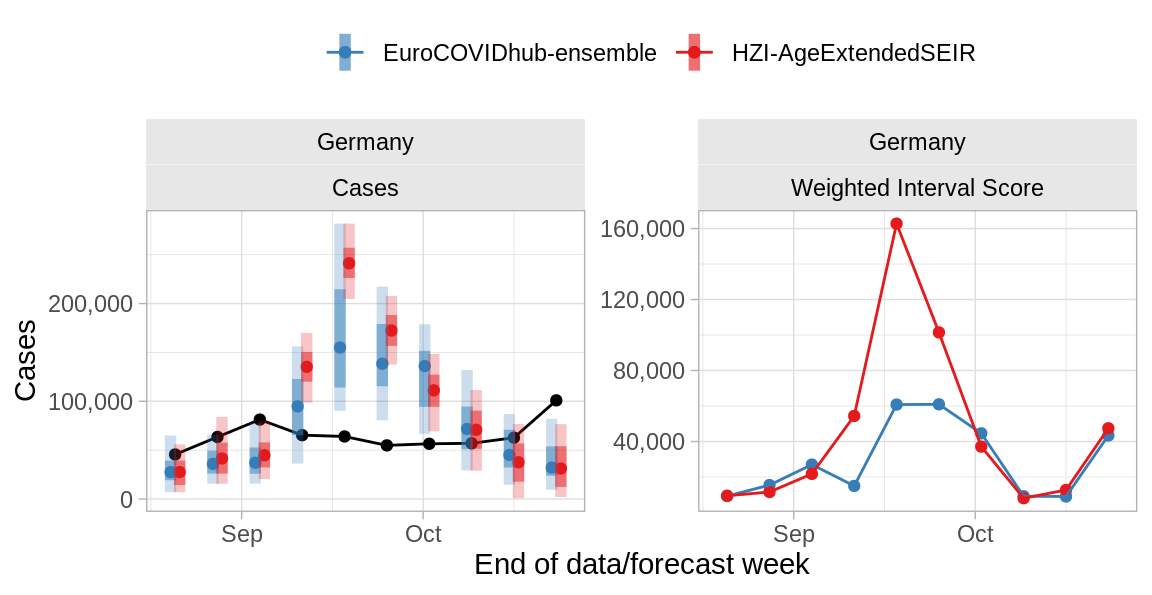 EuroCOVIDhub-ensemble HZI-AgeExtendedSEIR
Germany
Cases
Cases
200,000
100,000
0
Sep Oct
Germany
Weighted Interval Score
160,000
120,000
80,000
40,000
Sep Oct
End of data/forecast week